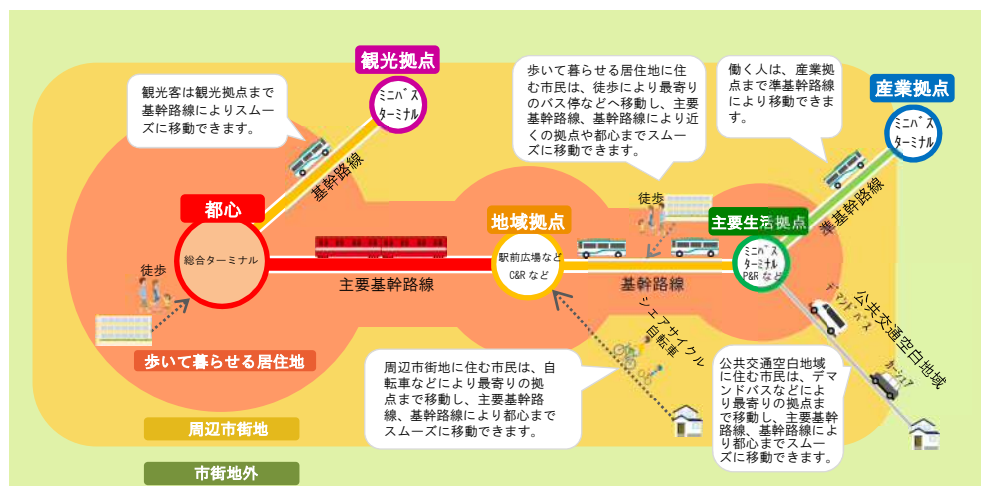 観光拠点
ミニバス
ターミナル
観光客は観光拠点まで
基幹路線によりスムー
ズに移動できます。
基幹路線
歩いて暮らせる居住地に住
む市民は、徒歩により最寄り
のバス停などへ移動し、主要
基幹路線、基幹路線により近
くの拠点や都心までスムー
ズに移動できます。
働く人は、産業拠
点まで準基幹路線
により移動できま
す。
産業拠点
ミニバス
ターミナル
準基幹路線
都心
総合ターミナル
徒歩
主要基幹路線
地域拠点
駅前広場など
C&Rなど
徒歩
基幹路線
主要生活拠点
ミニバス
ターミナル
P&Rなど
デマンドバス
カーシェア
公共交通空白地域
シェアサイクル
自転車
歩いて暮らせる居住地
周辺市街地
市街地外
周辺市街地に住む市民は、自
転車などにより最寄りの拠
点まで移動し、主要基幹路
線、基幹路線により都心まで
スムーズに移動できます。
公共交通空白地域
に住む市民は、デマ
ンドバスなどによ
り最寄りの拠点ま
で移動し、主要基幹
路線、基幹路線によ
り都心までスムー
ズに移動できます。